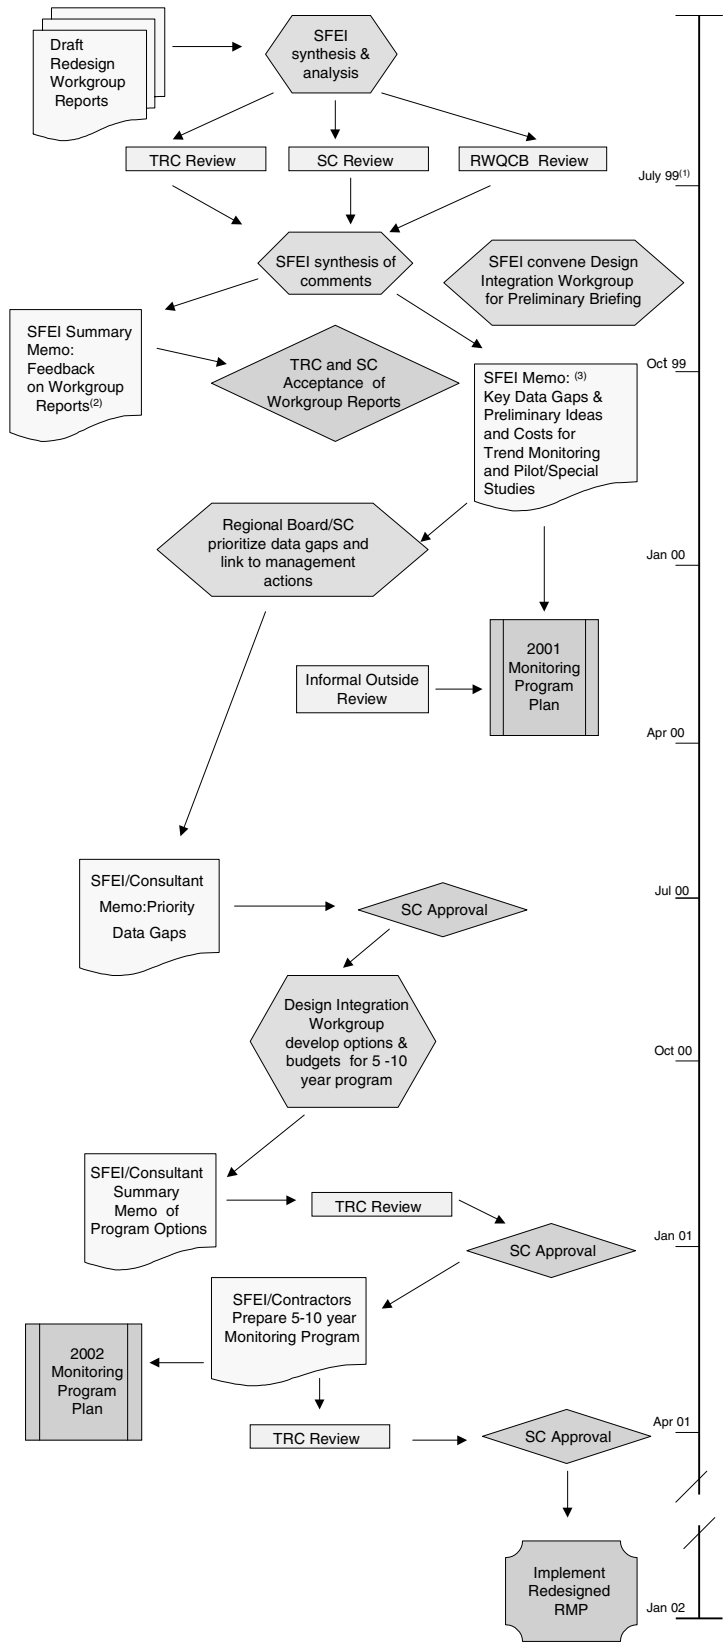 Draft
Redesign
Workgroup
Reports
SFEI
synthesis &
analysis
TRC Review
SC Review
RWQCB Review
July 99(1)
SFEI synthesis of
comments
SFEI convene Design
Integration Workgroup
for Preliminary Briefing
SFEI Summary
Memo:
Feedback
on Workgroup
Reports(2)
TRC and SC
Acceptance of
Workgroup Reports
Oct 99
SFEI Memo: (3)
Key Data Gaps &
Preliminary Ideas
and Costs for
Trend Monitoring
and Pilot/Special
Studies
Regional Board/SC
prioritize data gaps and
link to management
actions
Jan 00
2001
Monitoring
Program
Plan
Informal Outside
Review
Apr 00
SFEI/Consultant
Memo:Priority
Data Gaps
SC Approval
Jul 00
Design Integration
Workgroup
develop options &
budgets for 5 -10
year program
Oct 00
SFEI/Consultant
Summary
Memo of
Program Options
TRC Review
SC Approval
Jan 01
SFEI/Contractors
Prepare 5-10 year
Monitoring Program
2002
Monitoring
Program
Plan
TRC Review
SC Approval
Apr 01
Implement
Redesigned
RMP
Jan 02